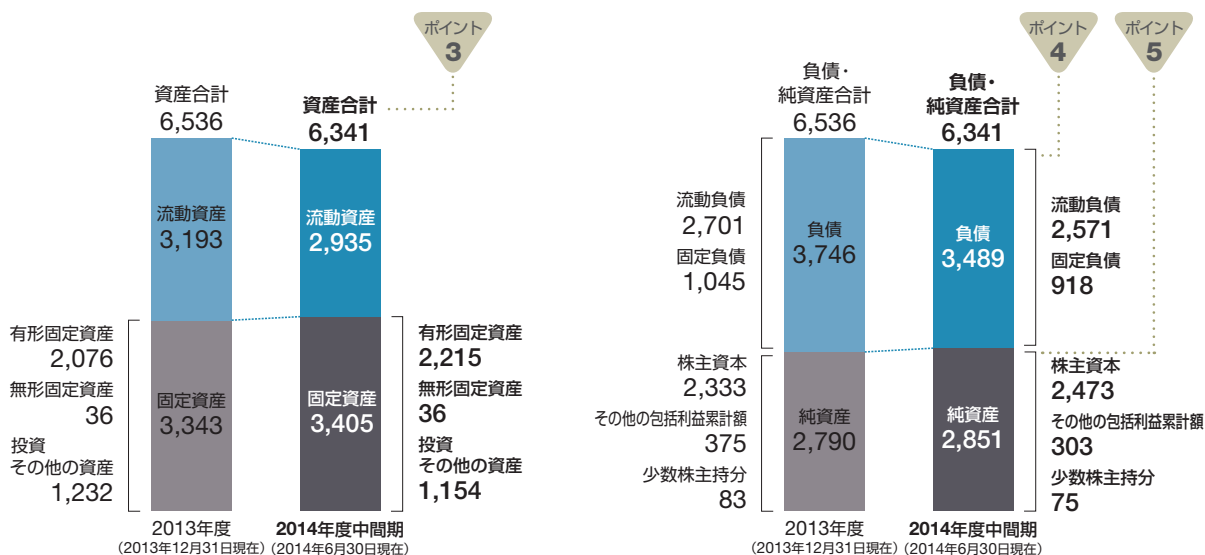 ポイント
3
資産合計
6,536
資産合計
6,341
流動資産
3,193
流動資産
2,935
有形固定資産
2,076
無形固定資産
36
投資
その他の資産
1,232
固定資産
3,343
固定資産
3,405
有形固定資産
2,215
無形固定資産
36
投資
その他の資産
1,154
2013年度
（2013年12月31日現在）
2014年度中間期
（2014年6月30日現在）
ポイント
4
ポイント
5
負債・
純資産合計
6,536
負債・
純資産合計
6,341
流動負債
2,701
固定負債
1,045
負債
3,746
負債
3,489
流動負債
2,571
固定負債
918
株主資本
2,333
その他の包括利益累計額
375
少数株主持分
83
純資産
2,790
純資産
2,851
株主資本
2,473
その他の包括利益累計額
303
少数株主持分
75
2013年度
（2013年12月31日現在）
2014年度中間期
（2014年6月30日現在）